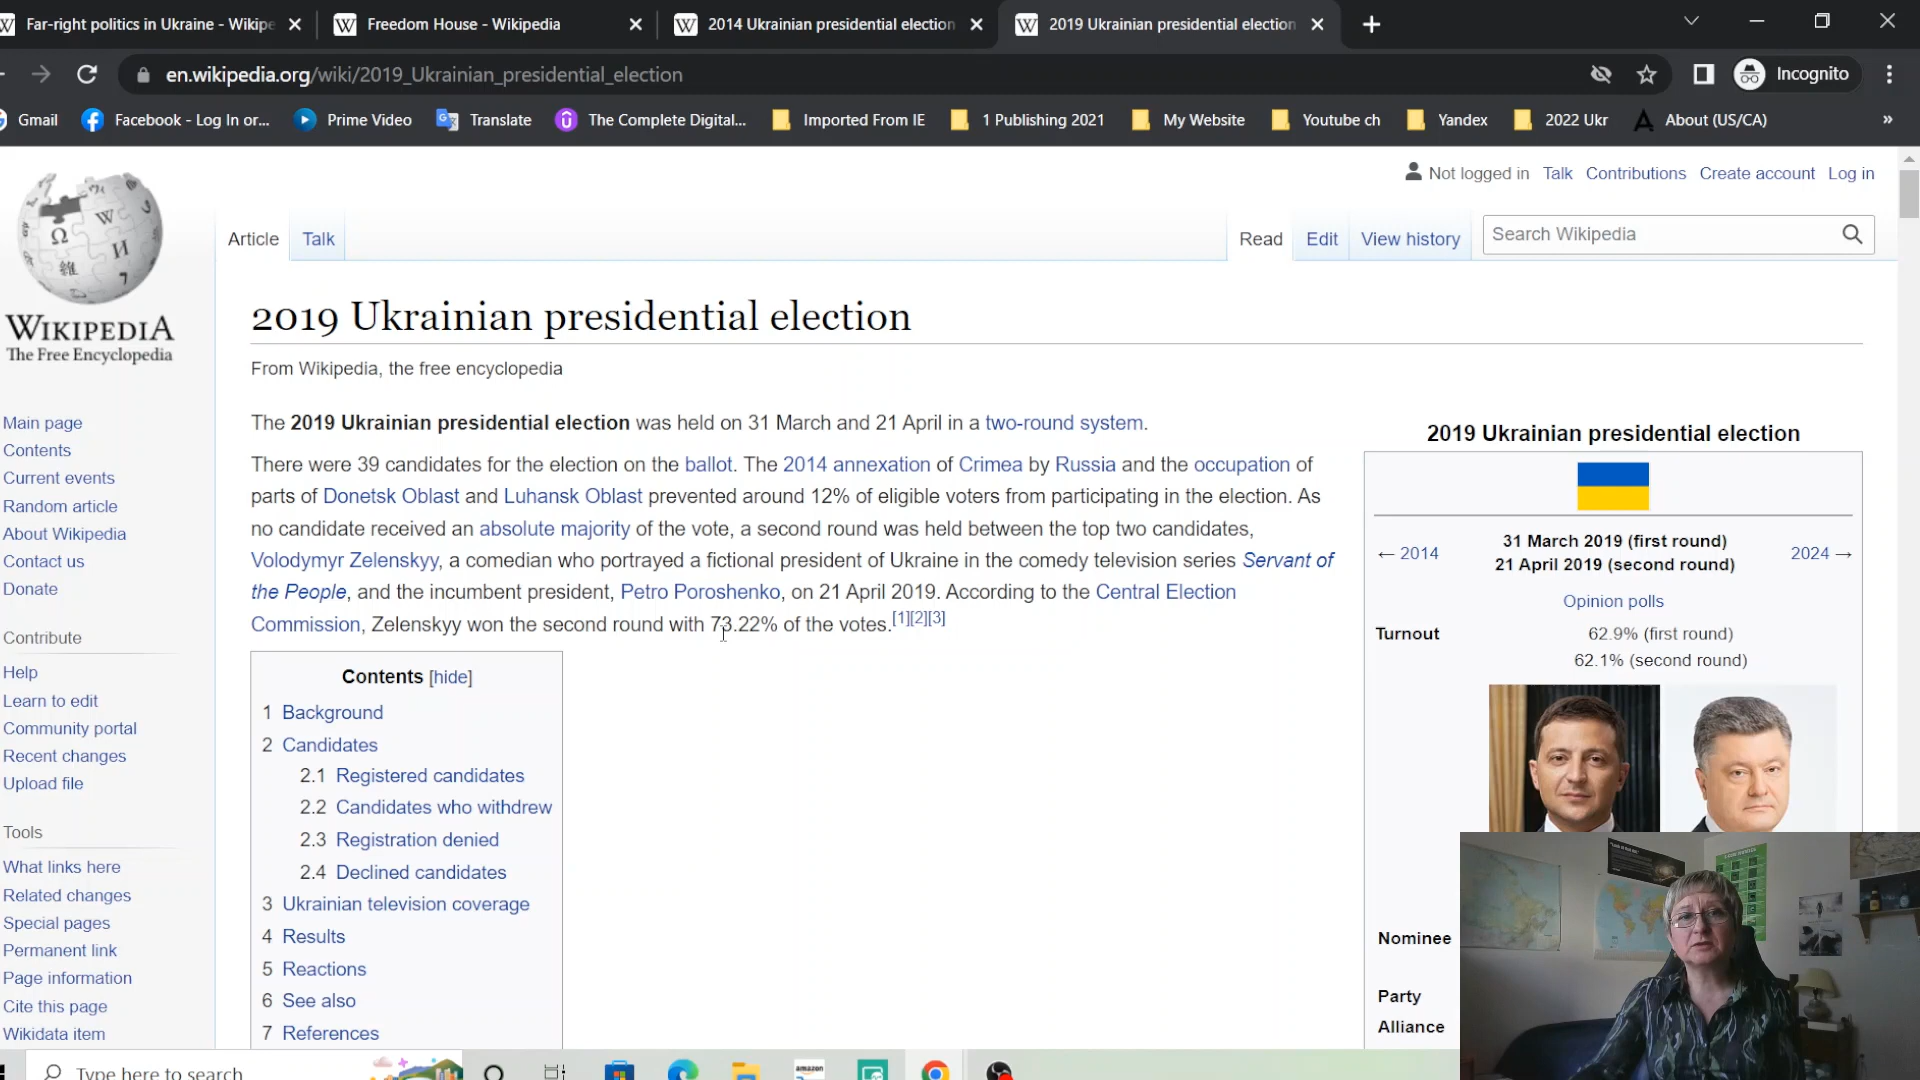 Far-right politics in Ukraine - Wikipe
Freedom House - Wikipedia
2014 Ukrainian presidential election
2019 Ukrainian presidential election
en.wikipedia.org/wiki/2019_Ukrainian_presidential_election
Incognito
Gmail
Facebook - Log In or...
Prime Video
Translate
The Complete Digital...
Imported From IE
1 Publishing 2021
My Website
Youtube ch
Yandex
2022 Ukr
About (US/CA)
»
Not logged in Talk Contributions Create account Log in
Article Talk
Read Edit View history
Search Wikipedia
WIKIPEDIA
The Free Encyclopedia
Main page
Contents
Current events
Random article
About Wikipedia
Contact us
Donate
Contribute
Help
Learn to edit
Community portal
Recent changes
Upload file
Tools
What links here
Related changes
Special pages
Permanent link
Page information
Cite this page
Wikidata item
2019 Ukrainian presidential election
From Wikipedia, the free encyclopedia
The 2019 Ukrainian presidential election was held on 31 March and 21 April in a two-round system.
There were 39 candidates for the election on the ballot. The 2014 annexation of Crimea by Russia and the occupation of
parts of Donetsk Oblast and Luhansk Oblast prevented around 12% of eligible voters from participating in the election. As
no candidate received an absolute majority of the vote, a second round was held between the top two candidates,
Volodymyr Zelenskyy, a comedian who portrayed a fictional president of Ukraine in the comedy television series Servant of
the People, and the incumbent president, Petro Poroshenko, on 21 April 2019. According to the Central Election
Commission, Zelenskyy won the second round with 73.22% of the votes.[1][2][3]
Contents [hide]
1 Background
2 Candidates
2.1 Registered candidates
2.2 Candidates who withdrew
2.3 Registration denied
2.4 Declined candidates
3 Ukrainian television coverage
4 Results
5 Reactions
6 See also
7 References
2019 Ukrainian presidential election
← 2014
31 March 2019 (first round)
21 April 2019 (second round)
2024 →
Opinion polls
Turnout
62.9% (first round)
62.1% (second round)
Nominee
Party
Alliance
Type here to search
amazon